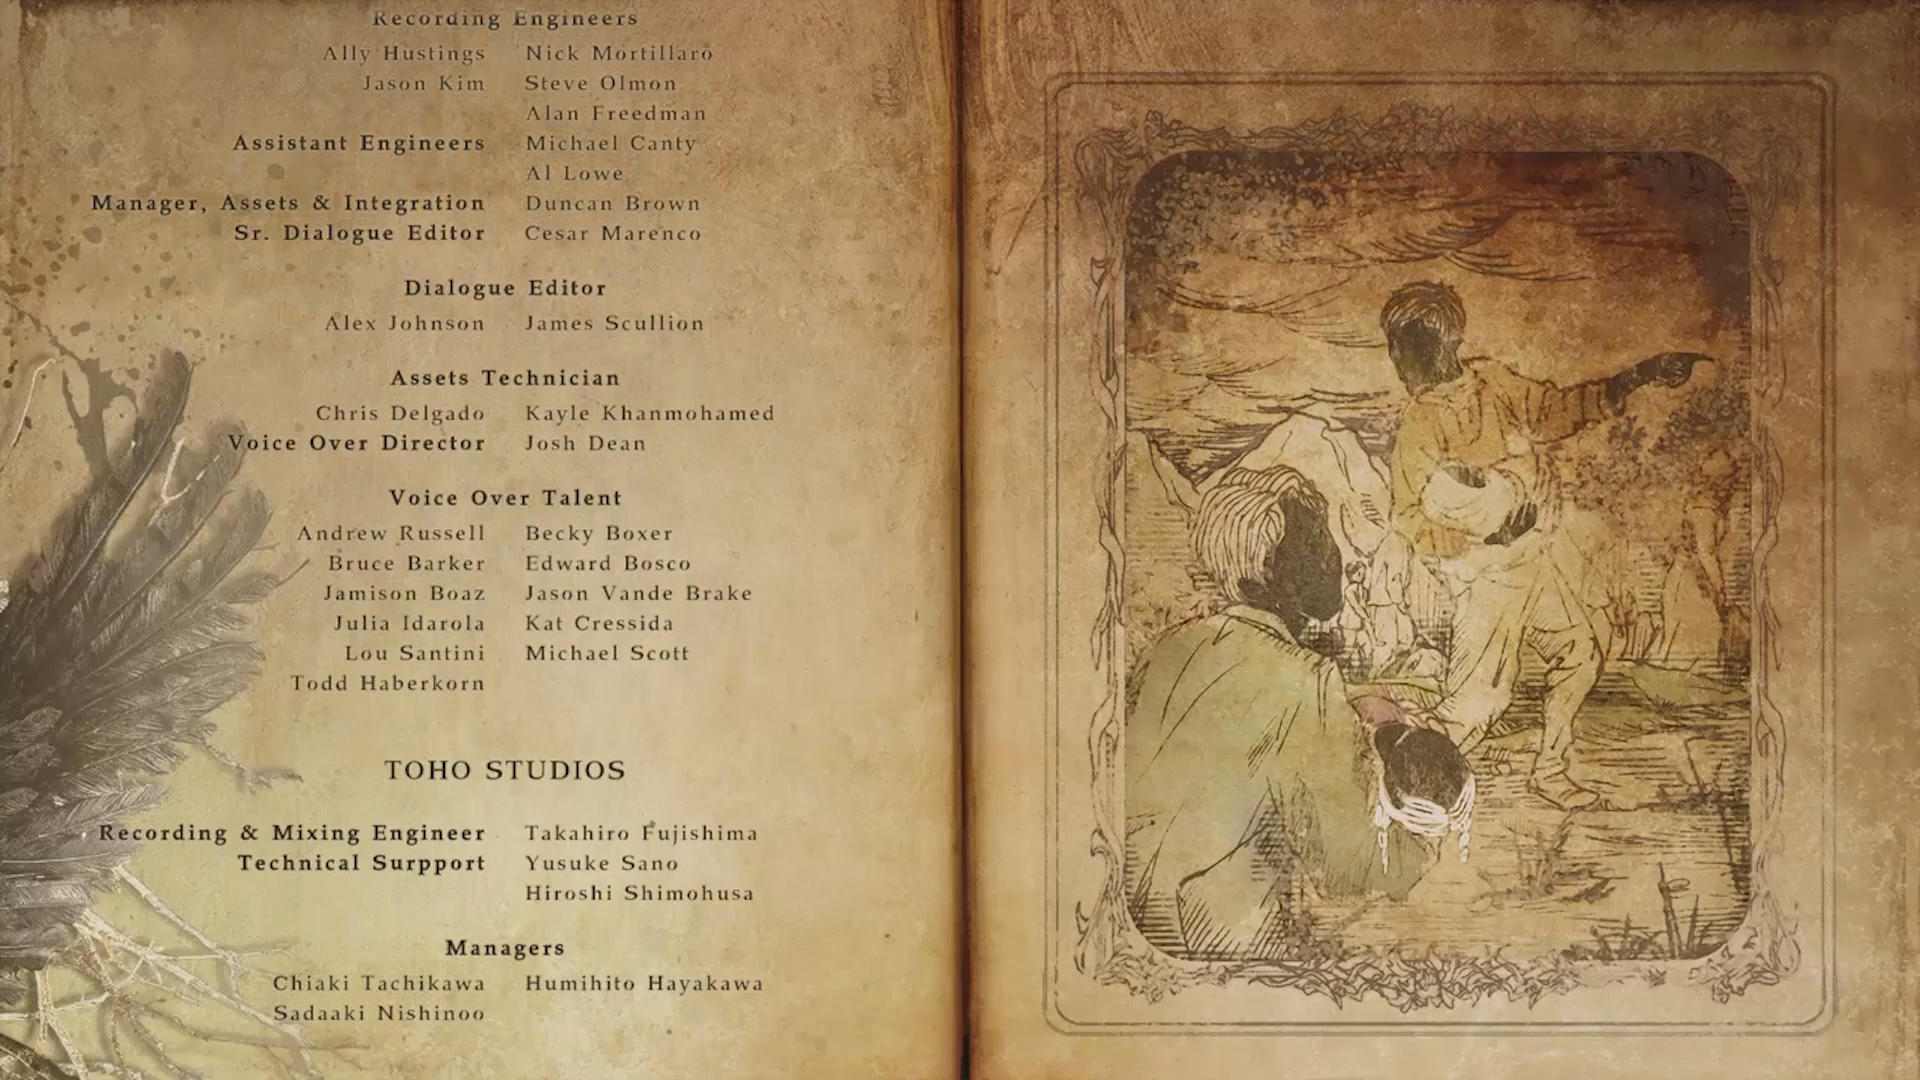 Recording Engineers
Ally Hustings Nick Mortillaro
Jason Kim Steve Olmon
Alan Freedman
Assistant Engineers Michael Canty
Al Lowe
Manager, Assets & Integration Duncan Brown
Sr. Dialogue Editor Cesar Marenco
Dialogue Editor
Alex Johnson James Scullion
Assets Technician
Chris Delgado Kayle Khanmohamed
Voice Over Director Josh Dean
Voice Over Talent
Andrew Russell Becky Boxer
Bruce Barker Edward Bosco
Jamison Boaz Jason Vande Brake
Julia Idarola Kat Cressida
Lou Santini Michael Scott
Todd Haberkorn
TOHO STUDIOS
Recording & Mixing Engineer Takahiro Fujishima
Technical Surpport Yusuke Sano
Hiroshi Shimohusa
Managers
Chiaki Tachikawa Humihito Hayakawa
Sadaaki Nishinoo